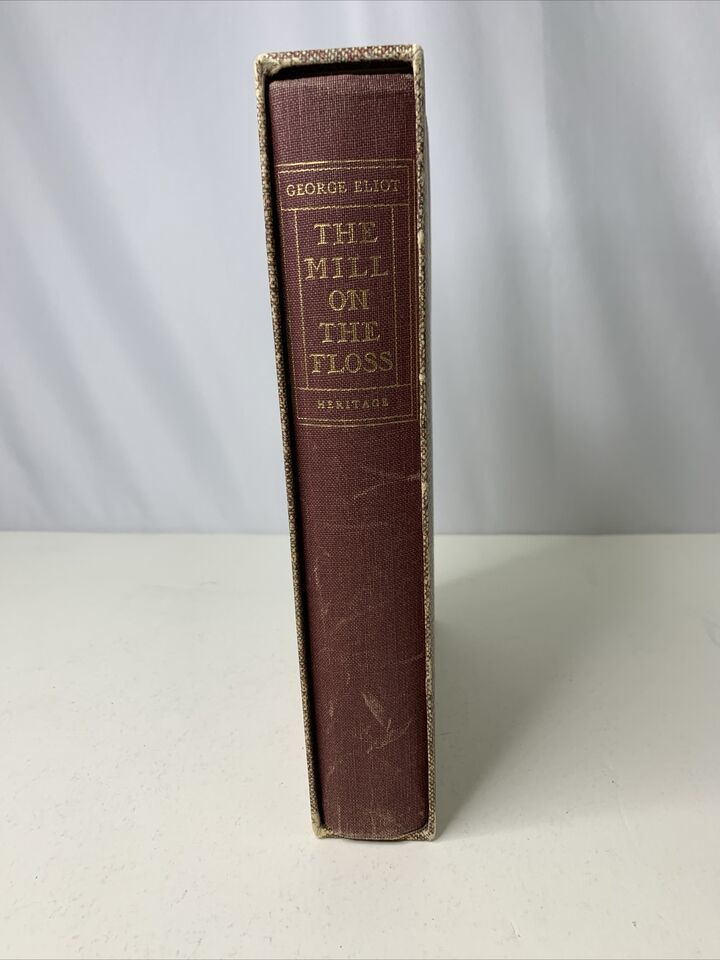 GEORGE ELIOT
THE
MILL
ON
THE
FLOSS
HERITAGE